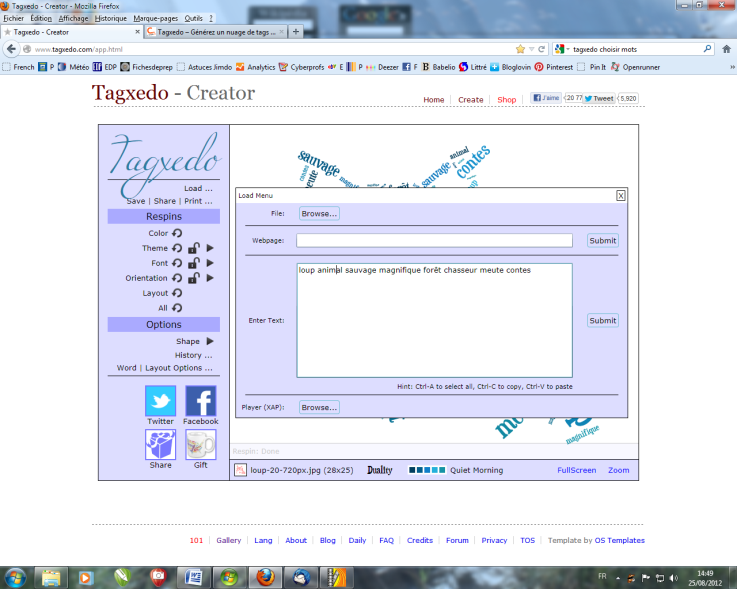 Tagxedo - Creator - Mozilla Firefox
Fichier Édition Affichage Historique Marque-pages Outils ?
Tagxedo - Creator
Tagxedo – Générez un nuage de tags ...
www.tagxedo.com/app.html
tagxedo choisir mots
French P Météo EDP Fichesdeprep Astuces Jimdo Analytics Cyberprofs E P Deezer F Babelio Littré Bloglovin Pinterest Pin It Openrunner
Tagxedo - Creator
Home | Create | Shop
J'aime 20 77 Tweet 5,920
Tagxedo
Load ...
Save | Share | Print ...
Respins
Color
Theme
Font
Orientation
Layout
All
Options
Shape
History ...
Word | Layout Options ...
Twitter Facebook
Share Gift
sauvage
animal
sauvage
contes
Load Menu
X
File: Browse...
Webpage: Submit
loup animal sauvage magnifique forêt chasseur meute contes
Enter Text: Submit
Hint: Ctrl-A to select all, Ctrl-C to copy, Ctrl-V to paste
Player (XAP): Browse...
magnifique
Respin: Done
loup-20-720px.jpg (28x25) Duality Quiet Morning FullScreen Zoom
101 | Gallery | Lang | About | Blog | Daily | FAQ | Credits | Forum | Privacy | TOS | Template by OS Templates
FR
14:49
25/08/2012